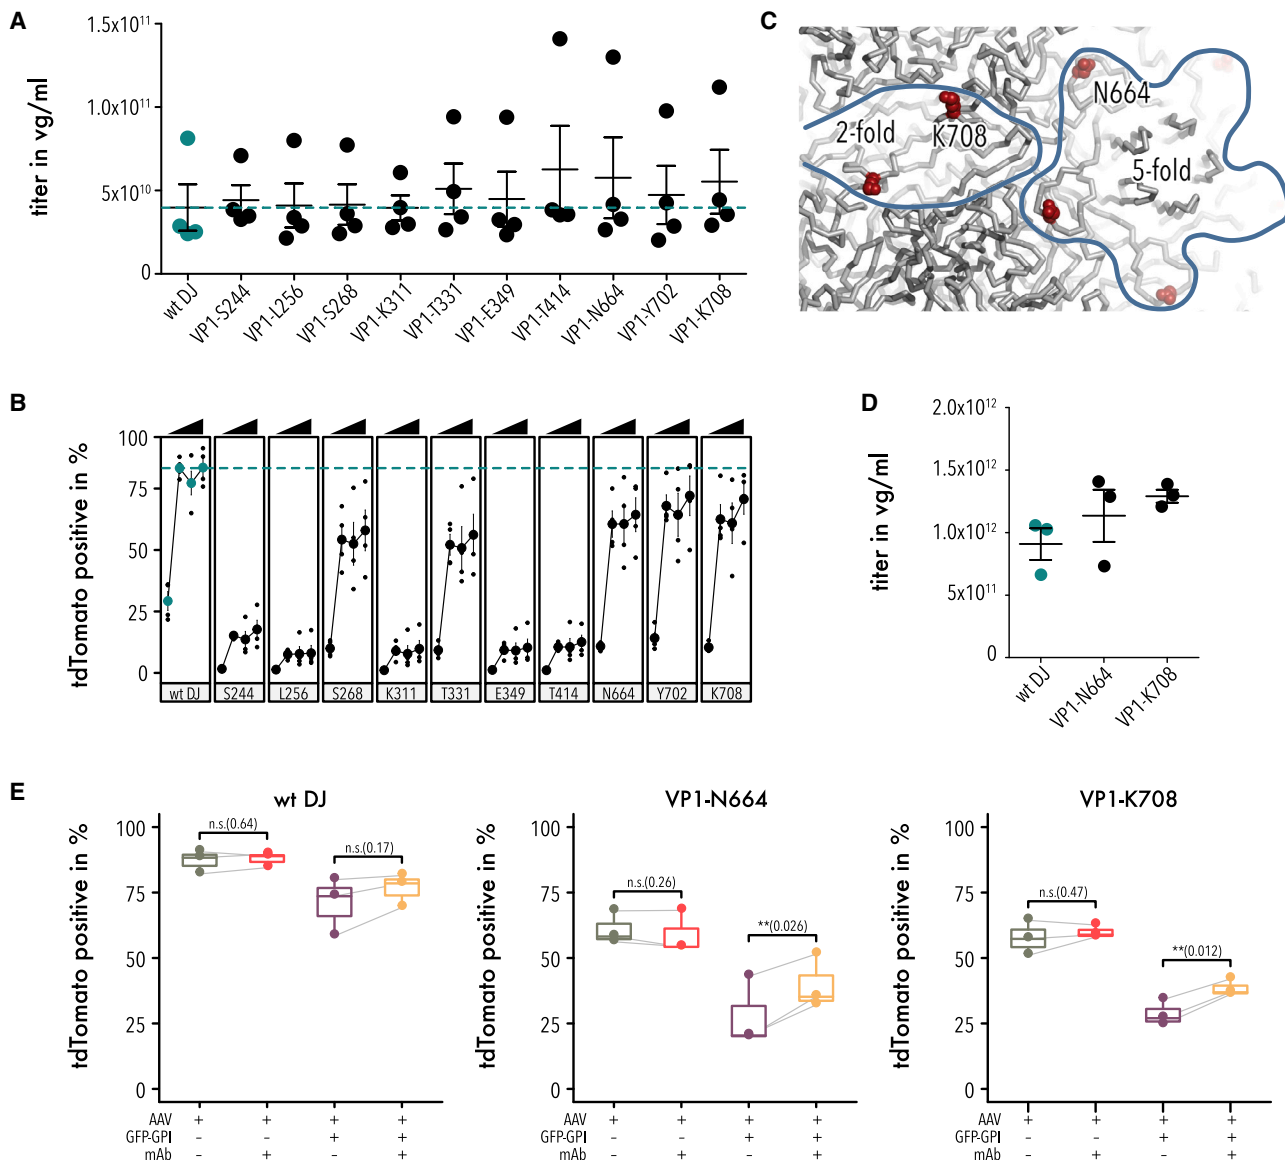 A
titer in vg/ml
1.5x10¹¹
1.0x10¹¹
5x10¹⁰
0
wt DJ
VP1-S244
VP1-L256
VP1-S268
VP1-K311
VP1-T331
VP1-E349
VP1-T414
VP1-N664
VP1-Y702
VP1-K708
C
2-fold
K708
N664
5-fold
B
tdTomato positive in %
100
75
50
25
0
wt DJ
S244
L256
S268
K311
T331
E349
T414
N664
Y702
K708
D
titer in vg/ml
2.0x10¹²
1.5x10¹²
1.0x10¹²
5x10¹¹
0
wt DJ
VP1-N664
VP1-K708
E
wt DJ
tdTomato positive in %
100
75
50
25
0
n.s.(0.64)
n.s.(0.17)
AAV + + + +
GFP-GPI - - + +
mAb - + - +
VP1-N664
tdTomato positive in %
100
75
50
25
0
n.s.(0.26)
**(0.026)
AAV + + + +
GFP-GPI - - + +
mAb - + - +
VP1-K708
tdTomato positive in %
100
75
50
25
0
n.s.(0.47)
**(0.012)
AAV + + + +
GFP-GPI - - + +
mAb - + - +